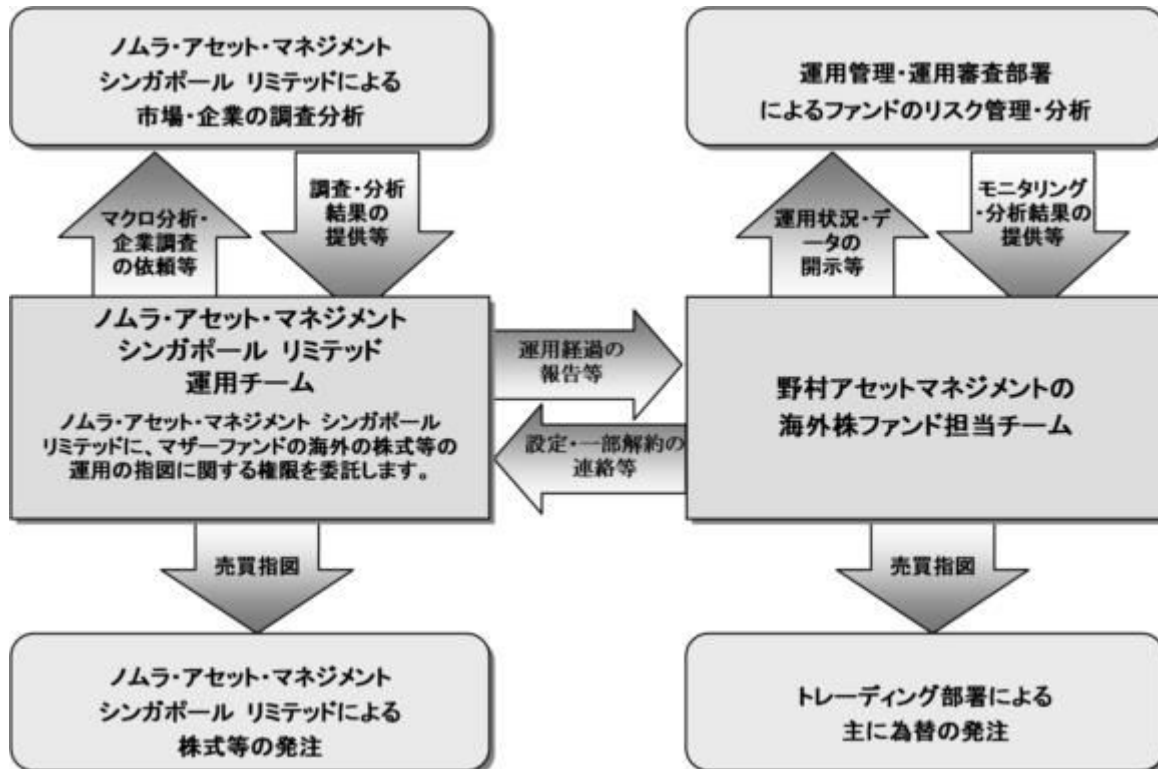 ノムラ・アセット・マネジメント
シンガポール リミテッドによる
市場・企業の調査分析
運用管理・運用審査部署
によるファンドのリスク管理・分析
マクロ分析・
企業調査
の依頼等
調査・分析
結果の
提供等
運用状況・デ
ータの
開示等
モニタリング
・分析結果の
提供等
ノムラ・アセット・マネジメント
シンガポール リミテッド
運用チーム
ノムラ・アセット・マネジメント シンガポール
リミテッドに、マザーファンドの海外の株式等の
運用の指図に関する権限を委託します。
運用経過の
報告等
設定・一部解約の
連絡等
野村アセットマネジメントの
海外株ファンド担当チーム
売買指図
売買指図
ノムラ・アセット・マネジメント
シンガポール リミテッドによる
株式等の発注
トレーディング部署による
主に為替の発注